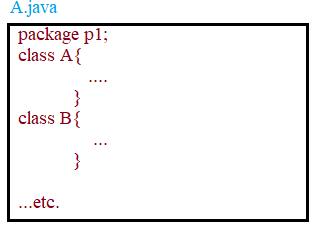 A.java
package p1;
class A{
....
}
class B{
...
}
...etc.